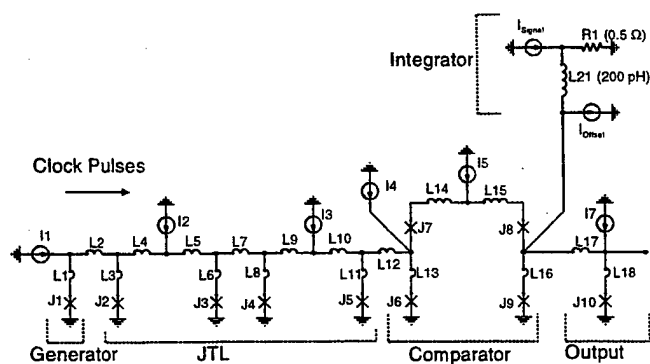 I Signal
R1 (0.5 Ω)
Integrator
L21 (200 pH)
I Offset
Clock Pulses
I5
I4
L14 L15
I2 I3 I7
J7 J8
I1
L2 L4 L5 L7 L9 L10 L12 L17
L1 L3 L6 L8 L11 L13 L16 L18
J1 J2 J3 J4 J5 J6 J9 J10
Generator JTL Comparator Output